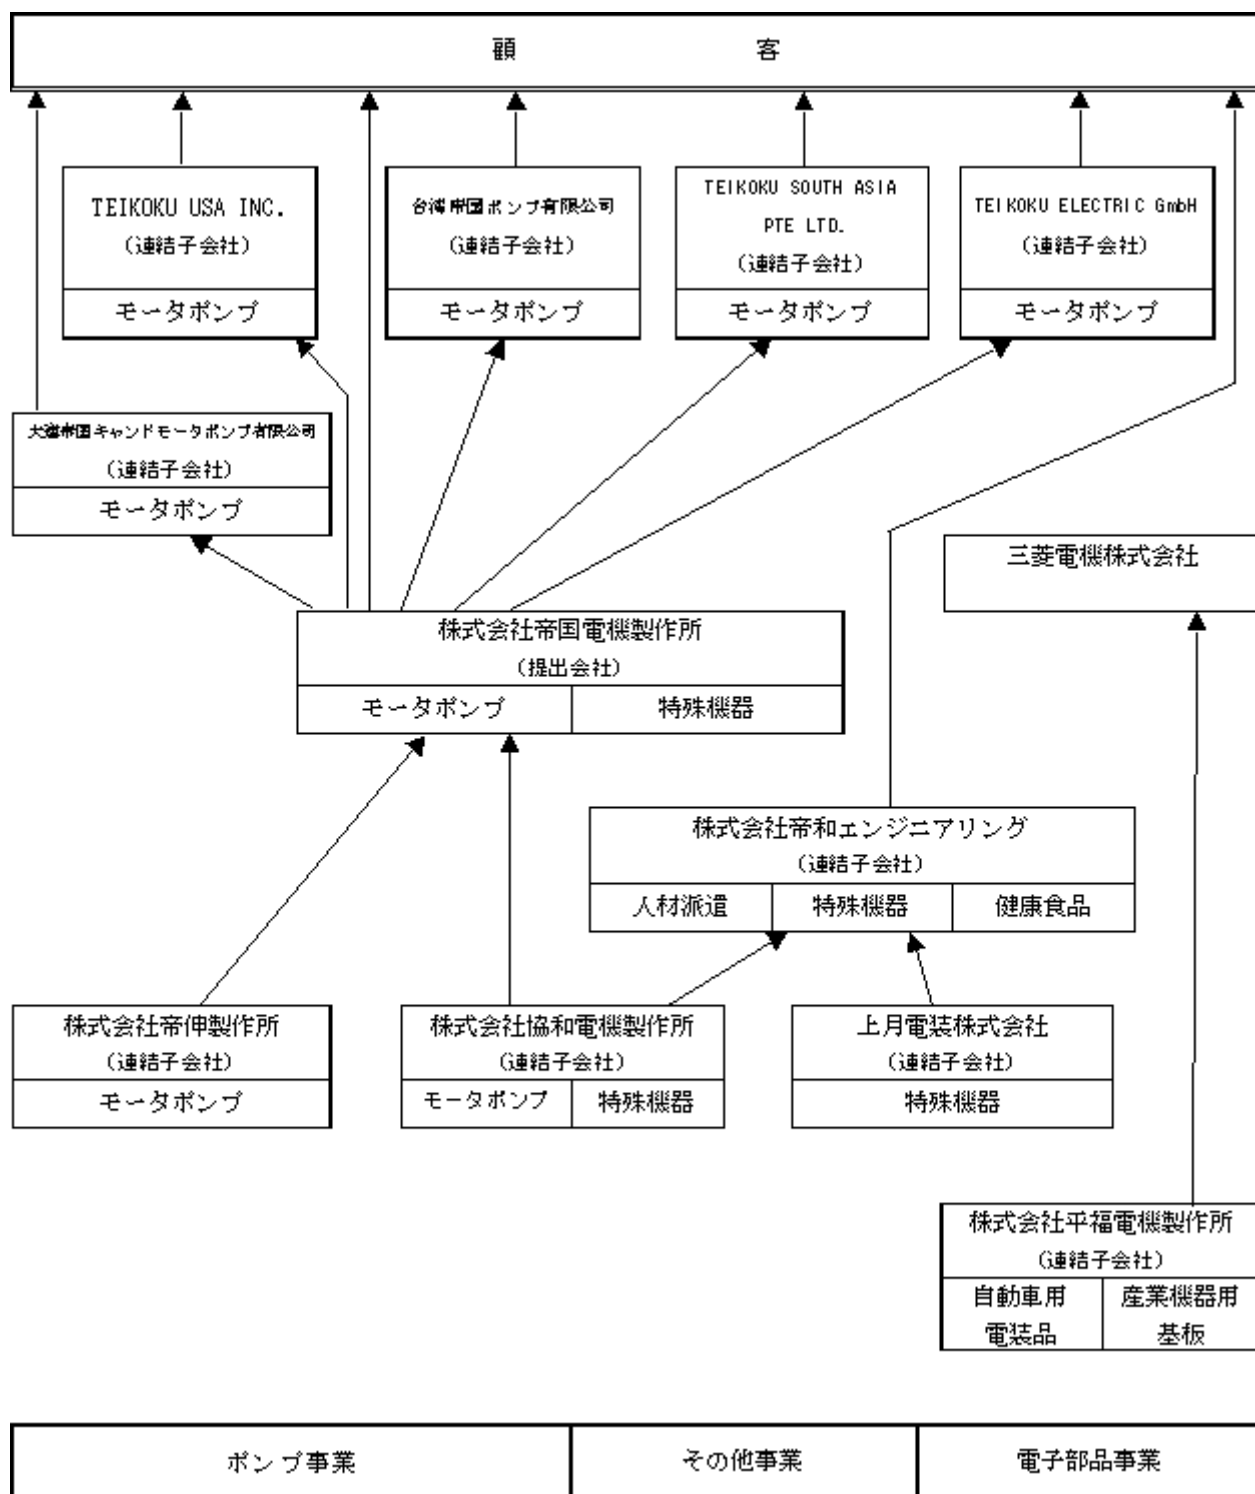 顧 客
TEIKOKU USA INC.
(連結子会社)
モータポンプ
台湾帝国ポンプ有限公司
(連結子会社)
モータポンプ
TEIKOKU SOUTH ASIA
PTE LTD.
(連結子会社)
モータポンプ
TEIKOKU ELECTRIC GmbH
(連結子会社)
モータポンプ
大連帝国キャンドモータポンプ有限公司
(連結子会社)
モータポンプ
三菱電機株式会社
株式会社帝国電機製作所
(提出会社)
モータポンプ 特殊機器
株式会社帝和エンジニアリング
(連結子会社)
人材派遣 特殊機器 健康食品
株式会社帝伸製作所
(連結子会社)
モータポンプ
株式会社協和電機製作所
(連結子会社)
モータポンプ 特殊機器
上月電装株式会社
(連結子会社)
特殊機器
株式会社平福電機製作所
(連結子会社)
自動車用
電装品
産業機器用
基板
ポンプ事業 その他事業 電子部品事業